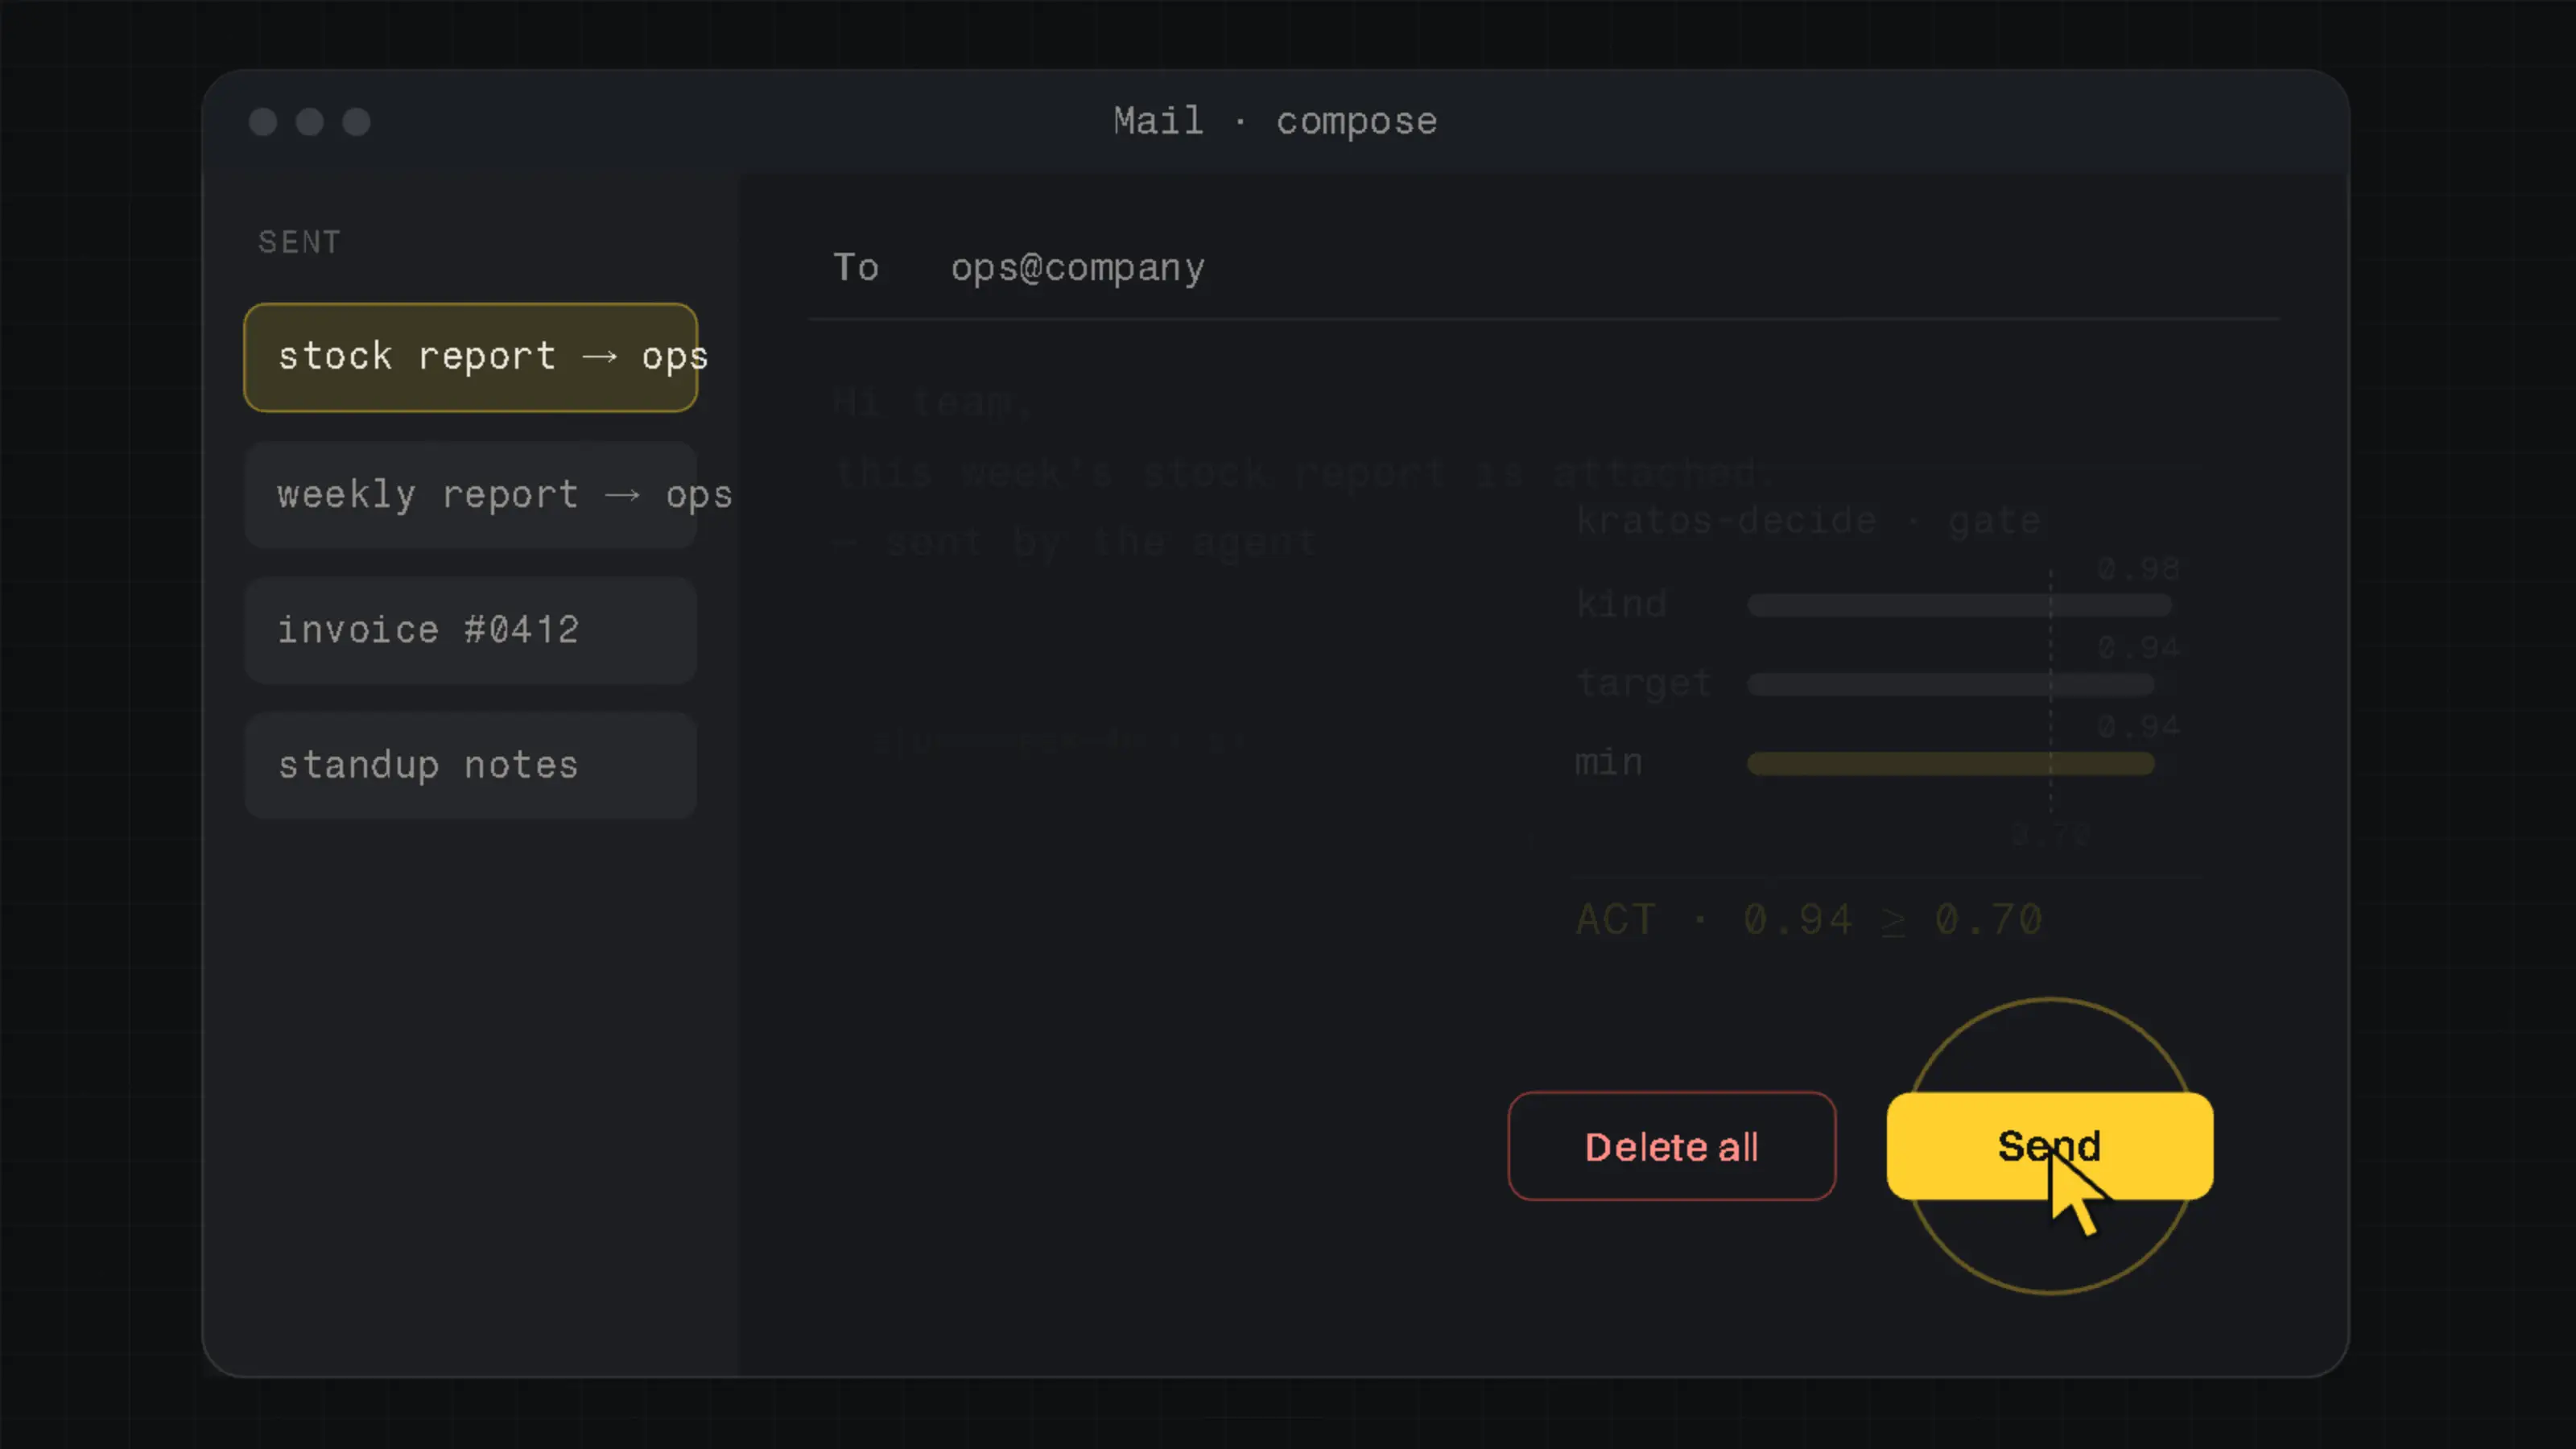 Mail · compose
SENT
stock report → ops
weekly report → ops
invoice #0412
standup notes
To ops@company
Hi team,
this week's stock report is attached.
— sent by the agent
kratos-decide · gate
kind 0.98
target 0.94
min 0.94
0.70
ACT · 0.94 ≥ 0.70
Delete all
Send